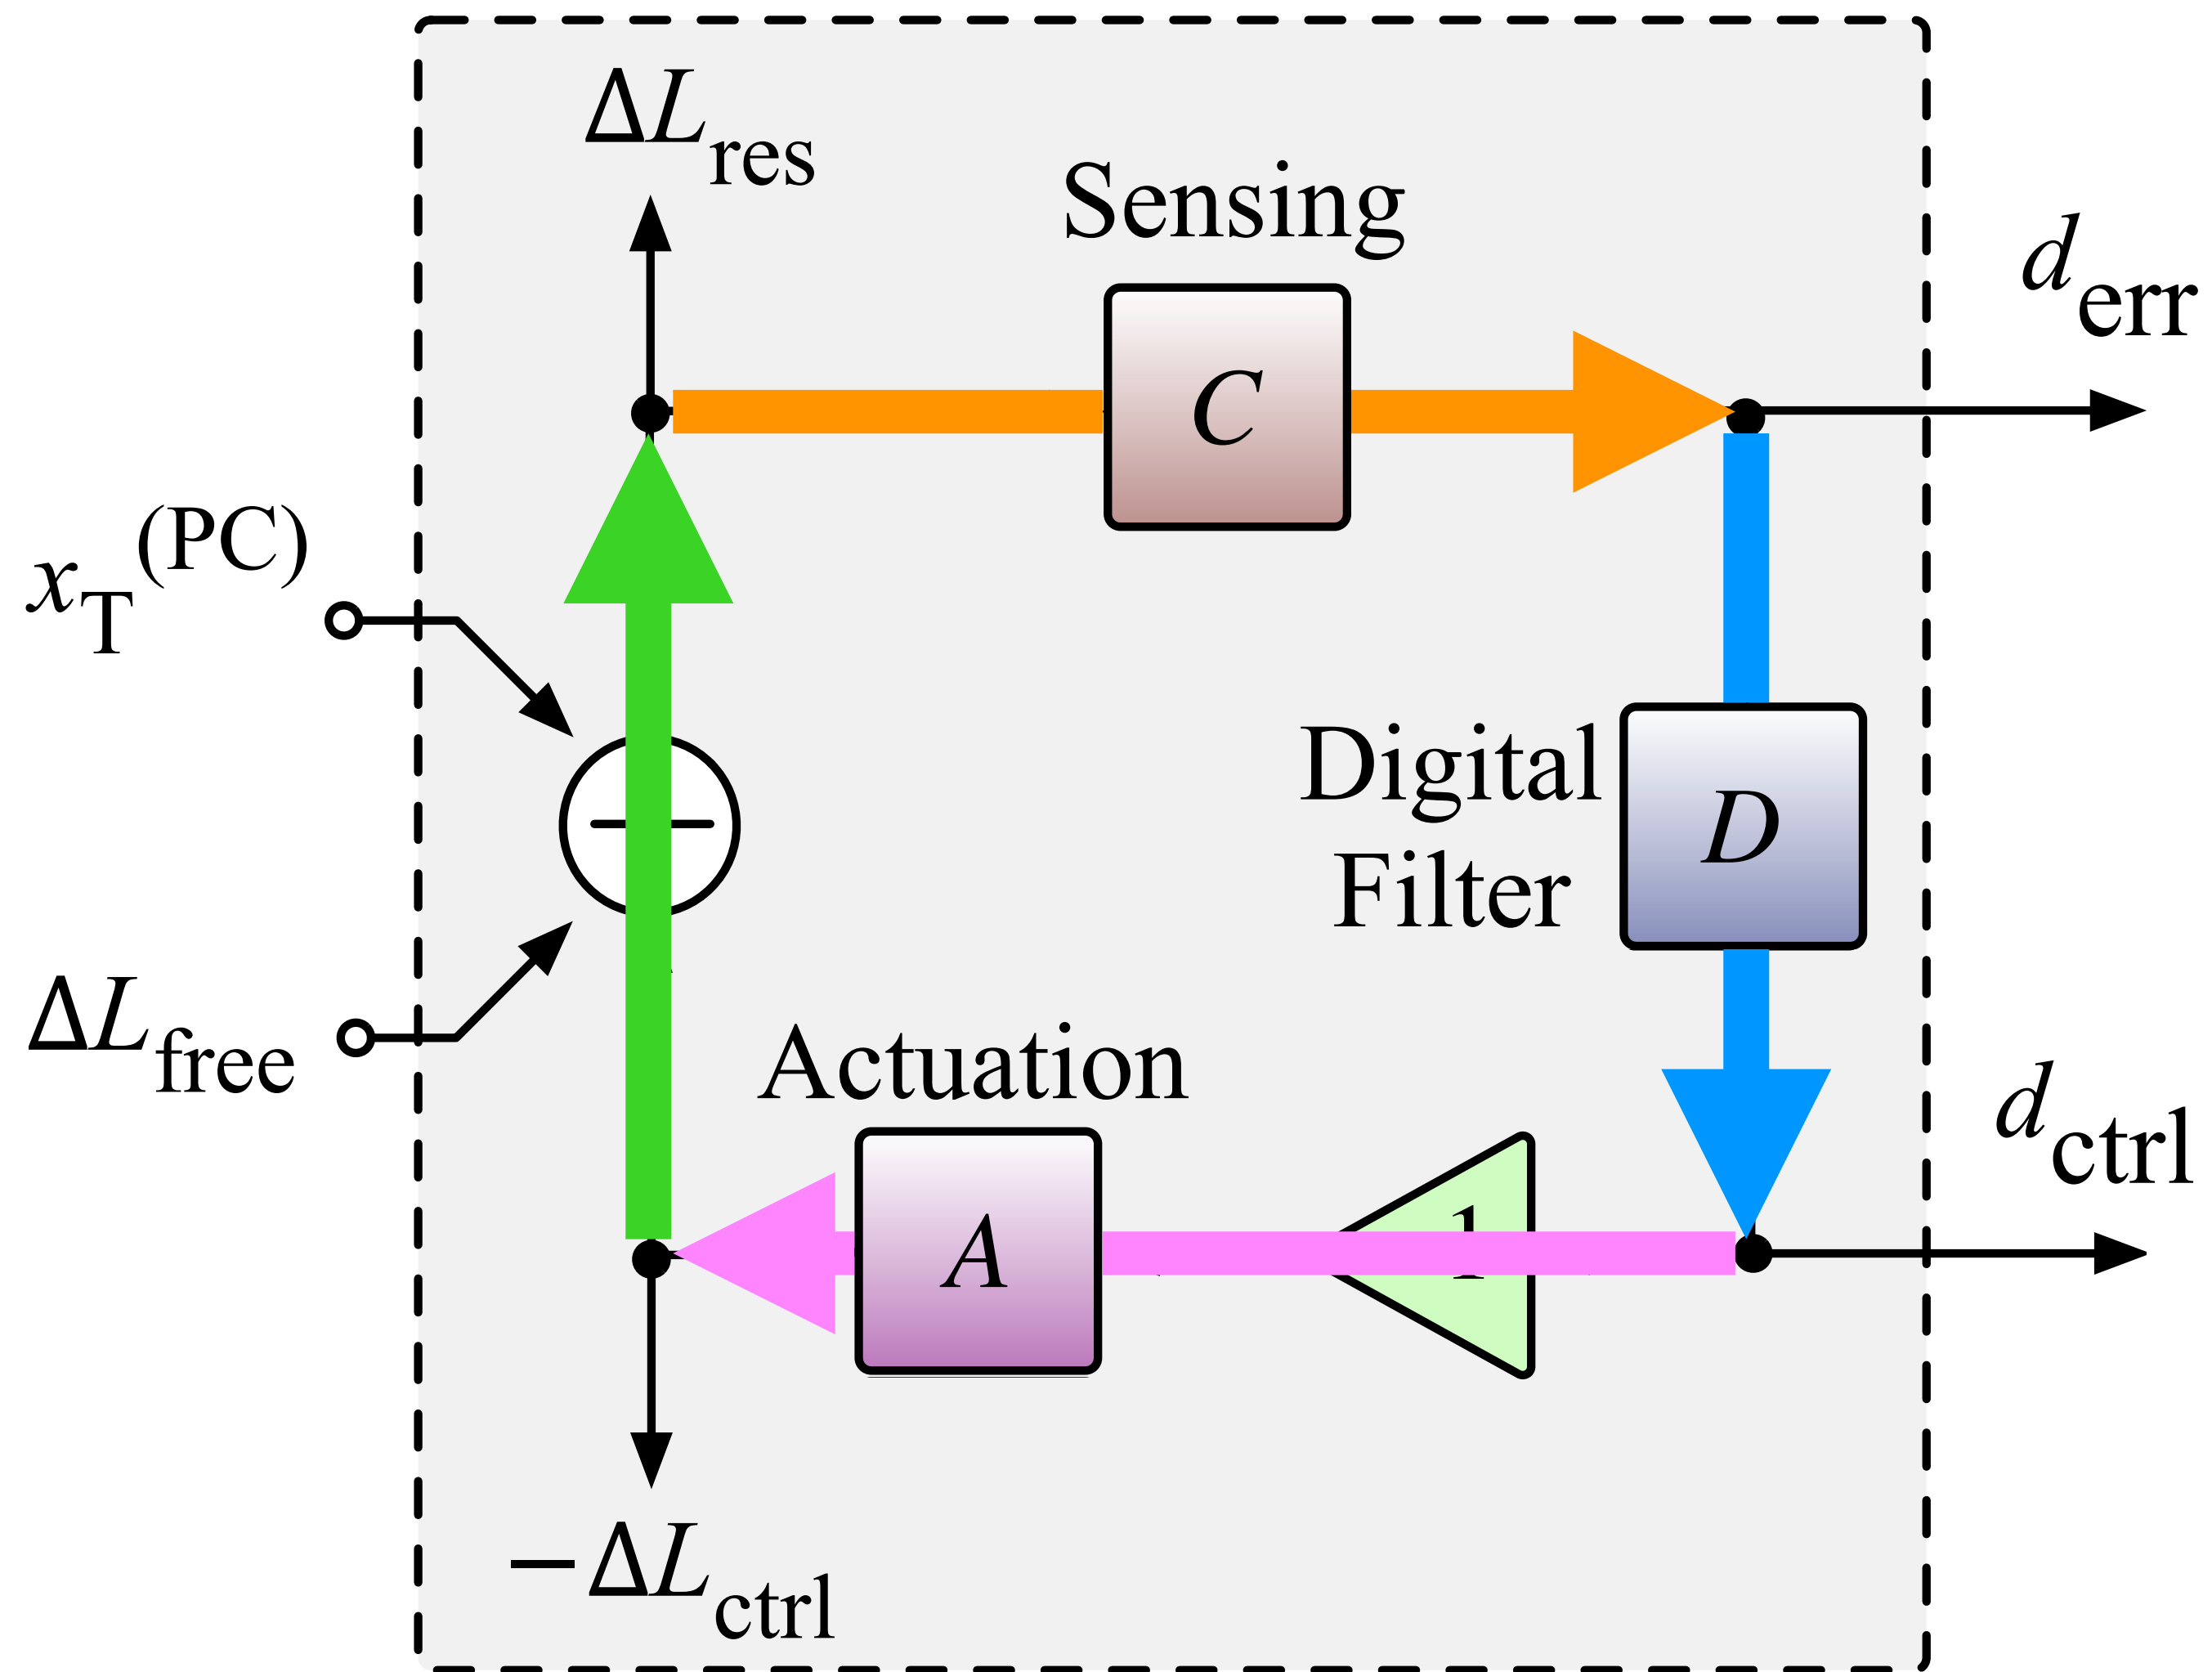 ΔLres
Sensing
derr
C
xT(PC)
Digital
Filter
D
ΔLfree
Actuation
dctrl
A
1
−ΔLctrl